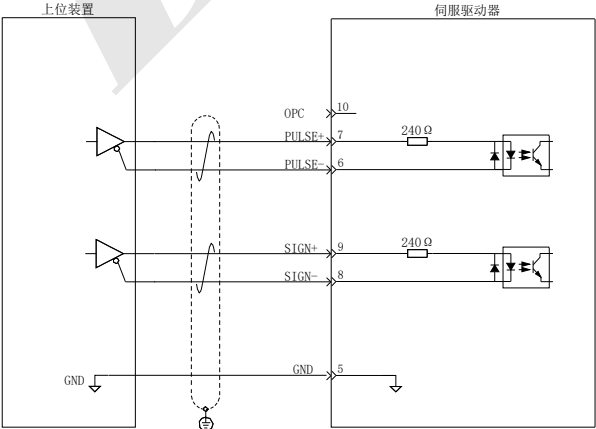 上位装置
伺服驱动器
OPC 10
PULSE+ 7 240Ω
PULSE- 6
SIGN+ 9 240Ω
SIGN- 8
GND GND 5